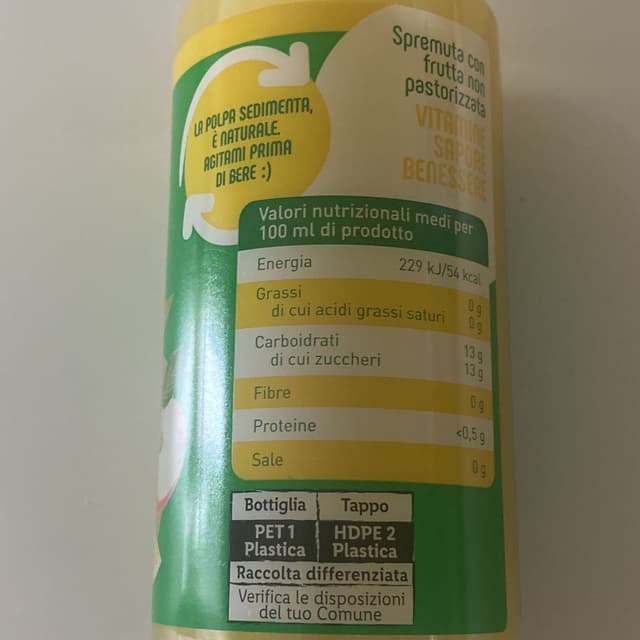 Spremuta con
frutta non
pastorizzata
VITAMINE
SAPORE
BENESSERE
LA POLPA SEDIMENTA,
È NATURALE.
AGITAMI PRIMA
DI BERE :)
Valori nutrizionali medi per
100 ml di prodotto
Energia 229 kJ/54 kcal
Grassi 0 g
di cui acidi grassi saturi 0 g
Carboidrati 13 g
di cui zuccheri 13 g
Fibre 0 g
Proteine <0,5 g
Sale 0 g
Bottiglia Tappo
PET 1 HDPE 2
Plastica Plastica
Raccolta differenziata
Verifica le disposizioni
del tuo Comune